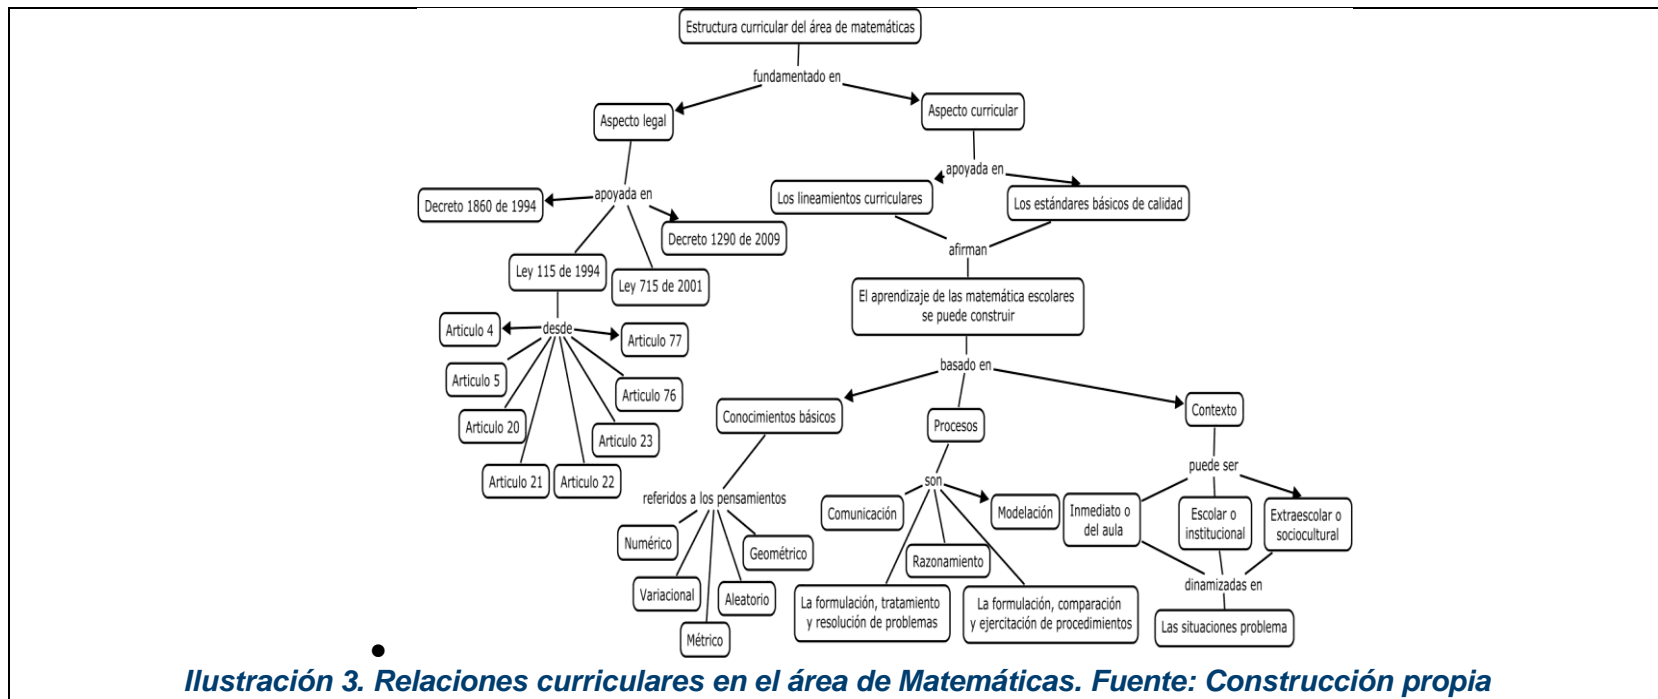 Estructura curricular del área de matemáticas
fundamentado en
Aspecto legal
Aspecto curricular
apoyada en
Decreto 1860 de 1994
Decreto 1290 de 2009
Ley 115 de 1994
Ley 715 de 2001
desde
Articulo 4
Articulo 77
Articulo 5
Articulo 76
Articulo 20
Articulo 23
Articulo 21
Articulo 22
apoyada en
Los lineamientos curriculares
Los estándares básicos de calidad
afirman
El aprendizaje de las matemática escolares
se puede construir
basado en
Conocimientos básicos
Procesos
Contexto
referidos a los pensamientos
Numérico
Geométrico
Variacional
Aleatorio
Métrico
son
Comunicación
Modelación
Razonamiento
La formulación, tratamiento
y resolución de problemas
La formulación, comparación
y ejercitación de procedimientos
puede ser
Inmediato o
del aula
Escolar o
institucional
Extraescolar o
sociocultural
dinamizadas en
Las situaciones problema
Ilustración 3. Relaciones curriculares en el área de Matemáticas. Fuente: Construcción propia